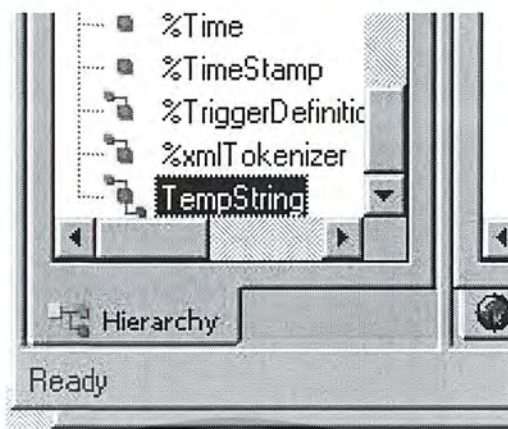 %Time
%TimeStamp
%TriggerDefinitic
%xmlTokenizer
TempString
Hierarchy
Ready